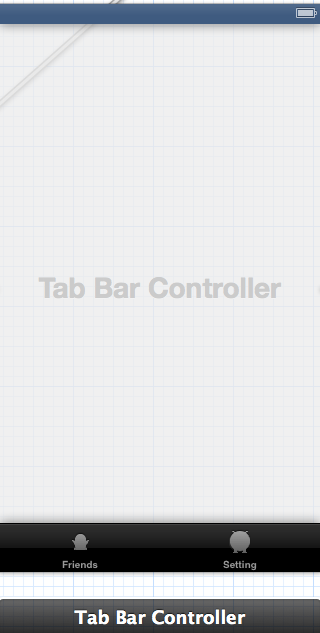 Tab Bar Controller
Friends
Setting
Tab Bar Controller